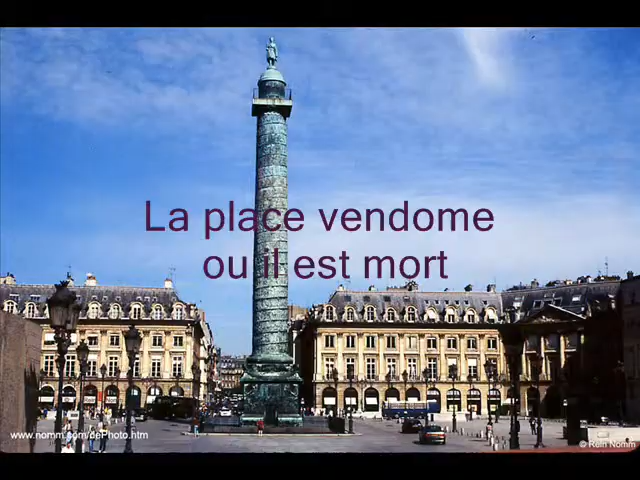 La place vendome
ou il est mort
www.nomm.com/dePhoto.htm
© Rein Nomm